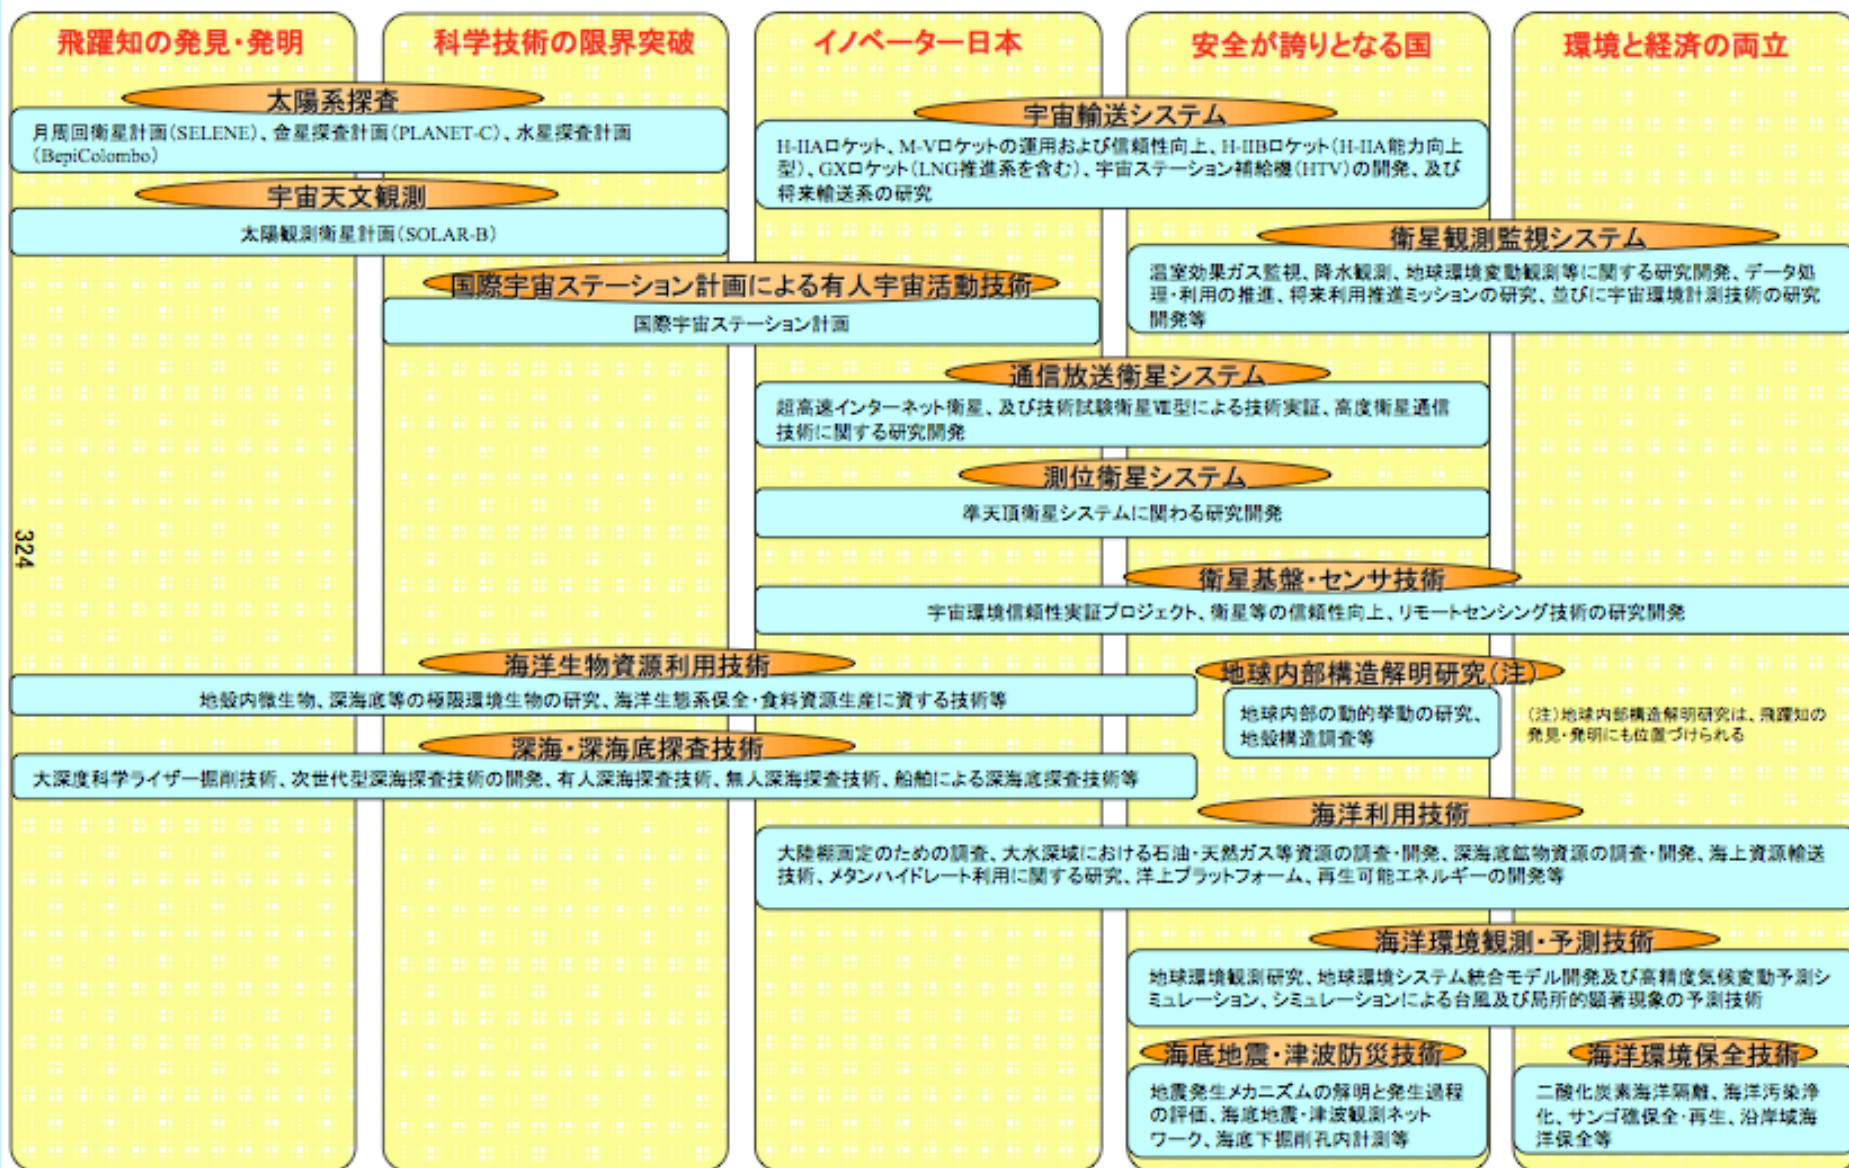 飛躍知の発見・発明
科学技術の限界突破
イノベーター日本
安全が誇りとなる国
環境と経済の両立
太陽系探査
月周回衛星計画(SELENE)、金星探査計画(PLANET-C)、水星探査計画
(BepiColombo)
宇宙輸送システム
H-IIAロケット、M-Vロケットの運用および信頼性向上、H-IIBロケット(H-IIA能力向上
型)、GXロケット(LNG推進系を含む)、宇宙ステーション補給機(HTV)の開発、及び
将来輸送系の研究
宇宙天文観測
太陽観測衛星計画(SOLAR-B)
衛星観測監視システム
温室効果ガス監視、降水観測、地球環境変動観測等に関する研究開発、データ処
理・利用の推進、将来利用推進ミッションの研究、並びに宇宙環境計測技術の研究
開発等
国際宇宙ステーション計画による有人宇宙活動技術
国際宇宙ステーション計画
通信放送衛星システム
超高速インターネット衛星、及び技術試験衛星Ⅷ型による技術実証、高度衛星通信
技術に関する研究開発
測位衛星システム
準天頂衛星システムに関わる研究開発
324
衛星基盤・センサ技術
宇宙環境信頼性実証プロジェクト、衛星等の信頼性向上、リモートセンシング技術の研究開発
海洋生物資源利用技術
地殻内微生物、深海底等の極限環境生物の研究、海洋生態系保全・食料資源生産に資する技術等
地球内部構造解明研究(注)
地球内部の動的挙動の研究、
地殻構造調査等
(注)地球内部構造解明研究は、飛躍知の
発見・発明にも位置づけられる
深海・深海底探査技術
大深度科学ライザー掘削技術、次世代型深海探査技術の開発、有人深海探査技術、無人深海探査技術、船舶による深海底探査技術等
海洋利用技術
大陸棚画定のための調査、大水深域における石油・天然ガス等資源の調査・開発、深海底鉱物資源の調査・開発、海上資源輸送
技術、メタンハイドレート利用に関する研究、洋上プラットフォーム、再生可能エネルギーの開発等
海洋環境観測・予測技術
地球環境観測研究、地球環境システム統合モデル開発及び高精度気候変動予測シ
ミュレーション、シミュレーションによる台風及び局所的顕著現象の予測技術
海底地震・津波防災技術
地震発生メカニズムの解明と発生過程
の評価、海底地震・津波観測ネット
ワーク、海底下掘削孔内計測等
海洋環境保全技術
二酸化炭素海洋隔離、海洋汚染浄
化、サンゴ礁保全・再生、沿岸域海
洋保全等